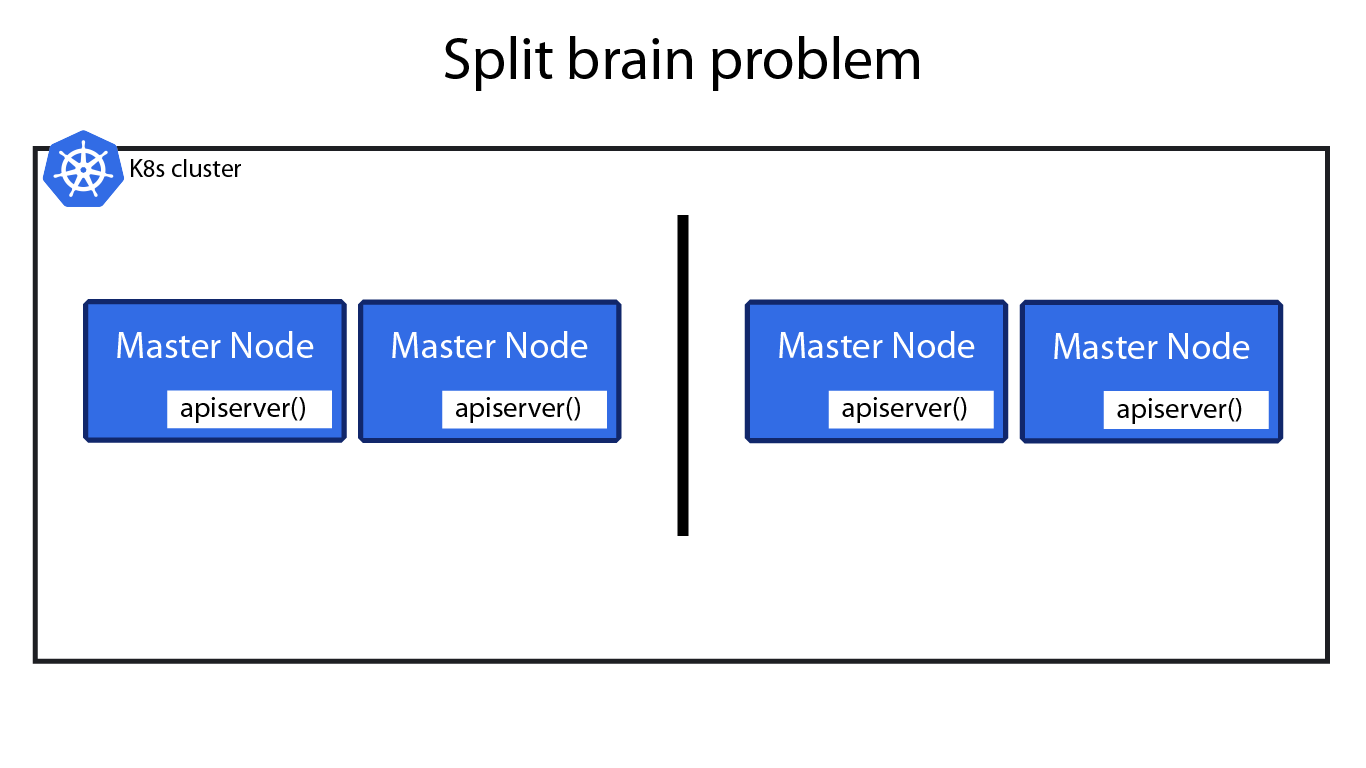 Split brain problem
K8s cluster
Master Node
apiserver()
Master Node
apiserver()
Master Node
apiserver()
Master Node
apiserver()